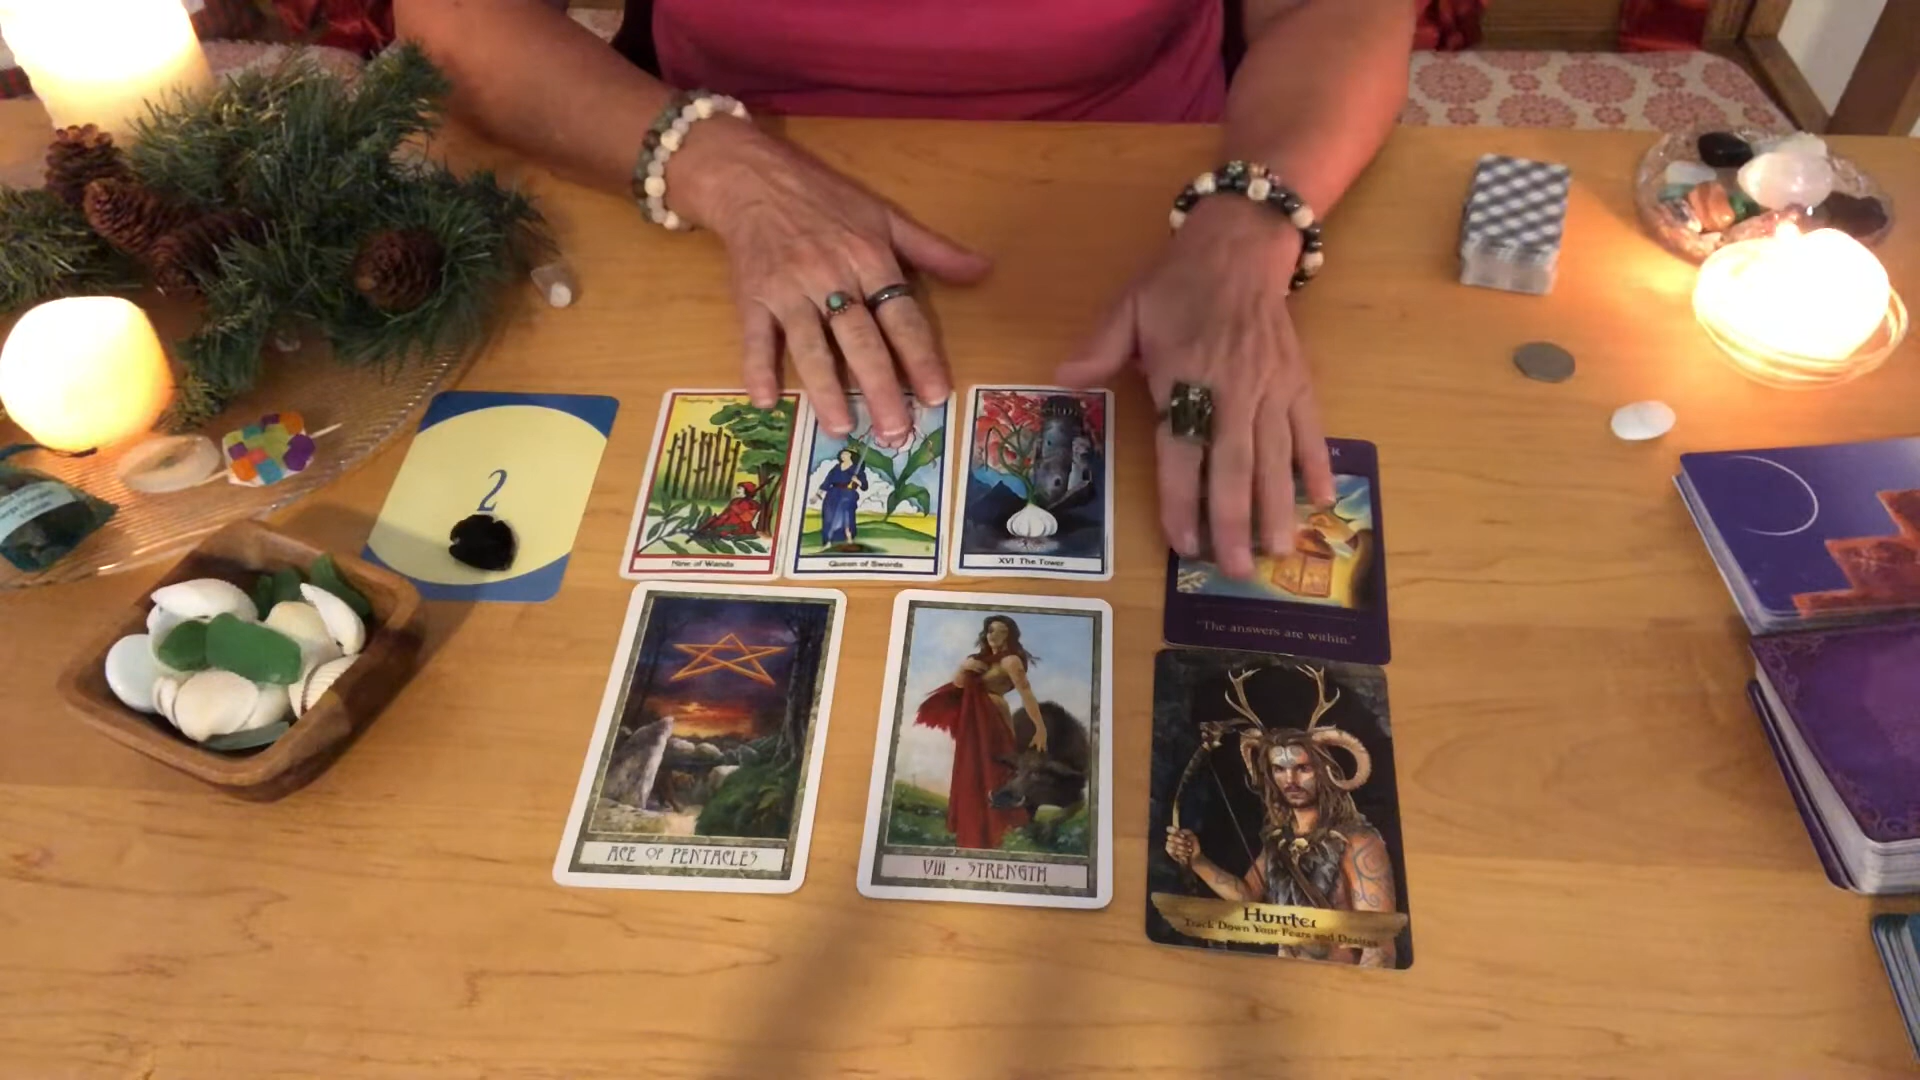 2
Nine of Wands
Queen of Swords
XVI The Tower
"The answers are within."
ACE OF PENTACLES
VIII · STRENGTH
Hunter
Track Down Your Fears and Desires